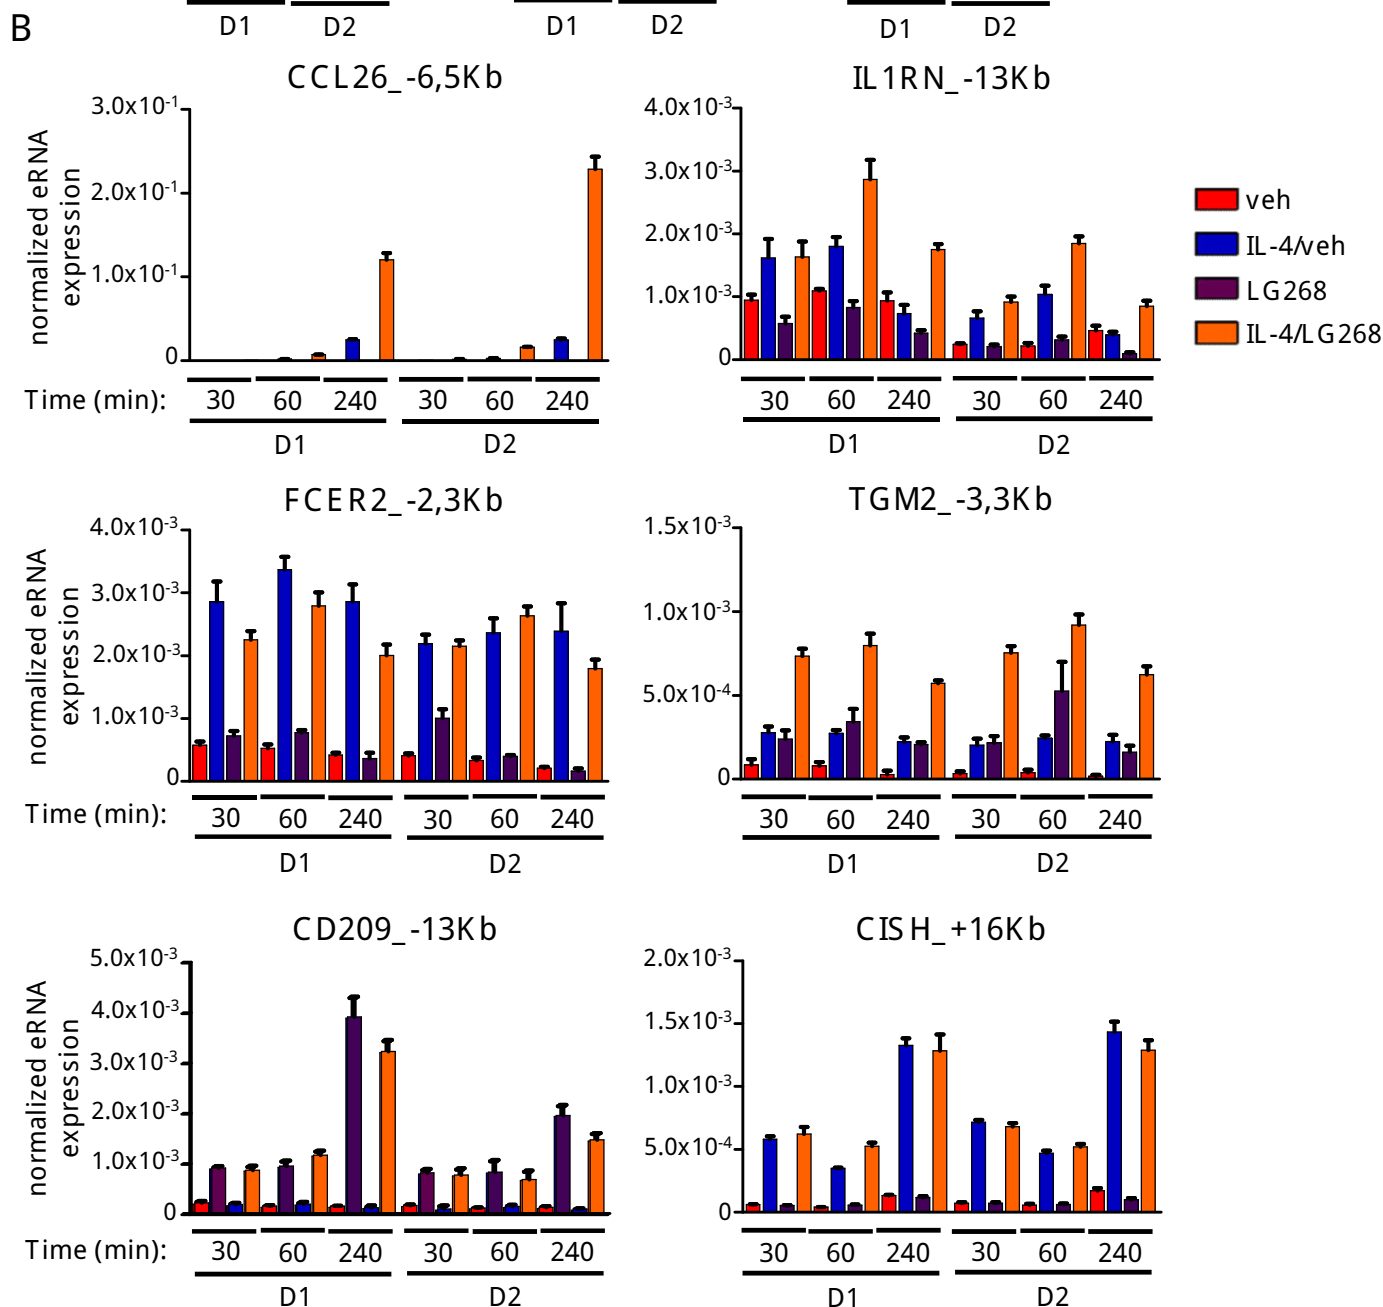 D1 D2 D1 D2 D1 D2
B
CCL26_-6,5Kb
IL1RN_-13Kb
normalized eRNA
expression
3.0x10-1
2.0x10-1
1.0x10-1
0
4.0x10-3
3.0x10-3
2.0x10-3
1.0x10-3
0
veh
IL-4/veh
LG268
IL-4/LG268
Time (min): 30 60 240 30 60 240
D1 D2
30 60 240 30 60 240
D1 D2
FCER2_-2,3Kb
TGM2_-3,3Kb
normalized eRNA
expression
4.0x10-3
3.0x10-3
2.0x10-3
1.0x10-3
0
1.5x10-3
1.0x10-3
5.0x10-4
0
Time (min): 30 60 240 30 60 240
D1 D2
30 60 240 30 60 240
D1 D2
CD209_-13Kb
CISH_+16Kb
normalized eRNA
expression
5.0x10-3
4.0x10-3
3.0x10-3
2.0x10-3
1.0x10-3
0
2.0x10-3
1.5x10-3
1.0x10-3
5.0x10-4
0
Time (min): 30 60 240 30 60 240
D1 D2
30 60 240 30 60 240
D1 D2